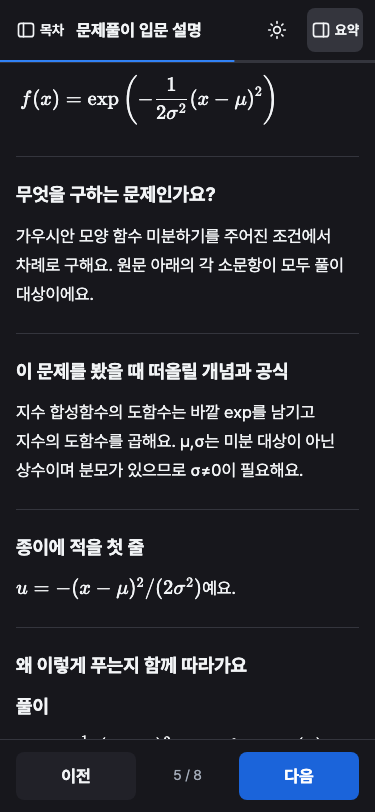 목차 문제풀이 입문 설명 요약
f(x) = exp(−\frac{1}{2σ²}(x − μ)²)
무엇을 구하는 문제인가요?
가우시안 모양 함수 미분하기를 주어진 조건에서
차례로 구해요. 원문 아래의 각 소문항이 모두 풀이
대상이에요.
이 문제를 봤을 때 떠올릴 개념과 공식
지수 합성함수의 도함수는 바깥 exp를 남기고
지수의 도함수를 곱해요. μ,σ는 미분 대상이 아닌
상수이며 분모가 있으므로 σ≠0이 필요해요.
종이에 적을 첫 줄
u = −(x − μ)²/(2σ²)예요.
왜 이렇게 푸는지 함께 따라가요
풀이
이전 5 / 8 다음